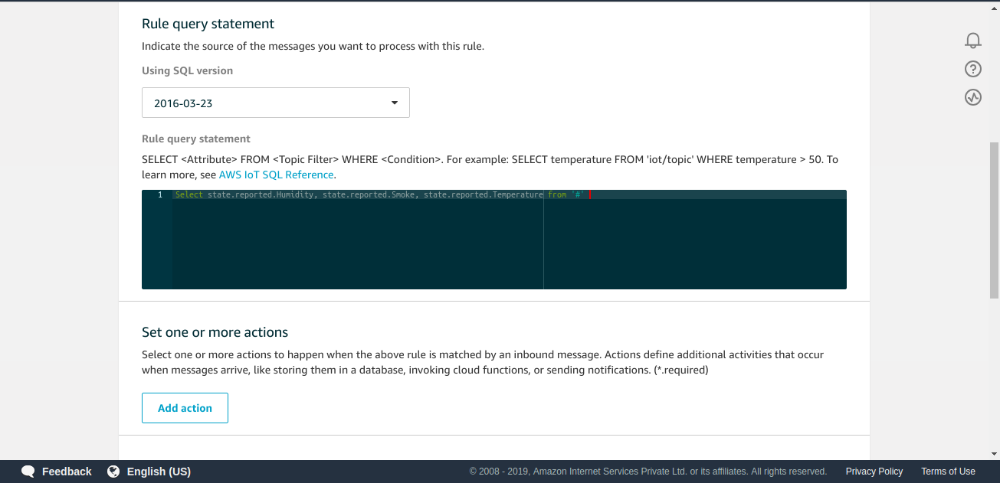 Rule query statement
Indicate the source of the messages you want to process with this rule.
Using SQL version
2016-03-23
Rule query statement
SELECT <Attribute> FROM <Topic Filter> WHERE <Condition>. For example: SELECT temperature FROM 'iot/topic' WHERE temperature > 50. To
learn more, see AWS IoT SQL Reference.
1 Select state.reported.Humidity, state.reported.Smoke, state.reported.Temperature from '#'
Set one or more actions
Select one or more actions to happen when the above rule is matched by an inbound message. Actions define additional activities that occur
when messages arrive, like storing them in a database, invoking cloud functions, or sending notifications. (*.required)
Add action
Feedback English (US) © 2008 - 2019, Amazon Internet Services Private Ltd. or its affiliates. All rights reserved. Privacy Policy Terms of Use